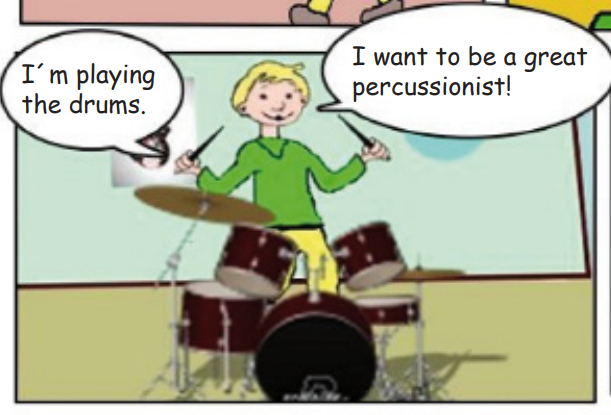 I´m playing
the drums.
I want to be a great
percussionist!